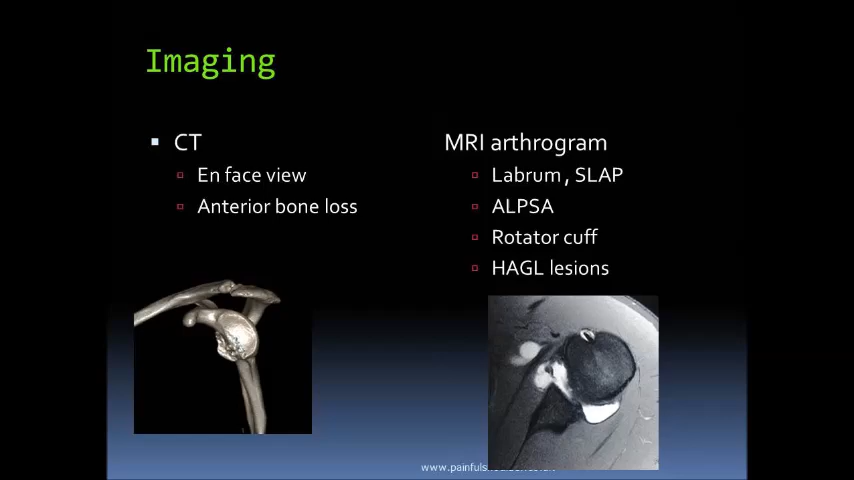 Imaging
CT
En face view
Anterior bone loss
MRI arthrogram
Labrum, SLAP
ALPSA
Rotator cuff
HAGL lesions